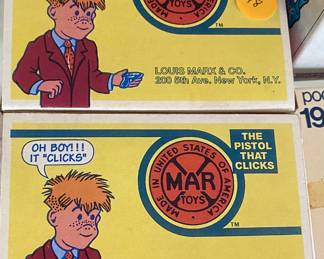 TOYS
TM
LOUIS MARX & CO.
200 5th Ave. New York, N.Y.
OH BOY!!!
IT "CLICKS"
MADE IN UNITED STATES OF AMERICA
MAR
TOYS
TM
THE
PISTOL
THAT
CLICKS
19